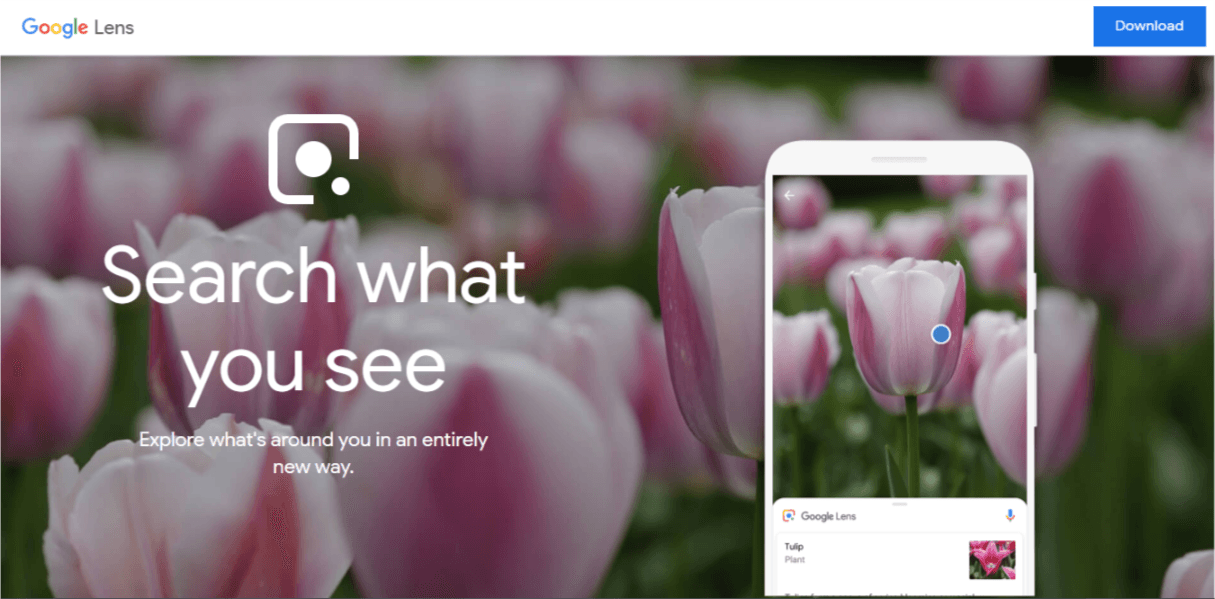 Google Lens
Download
Search what
you see
Explore what's around you in an entirely
new way.
Google Lens
Tulip
Plant